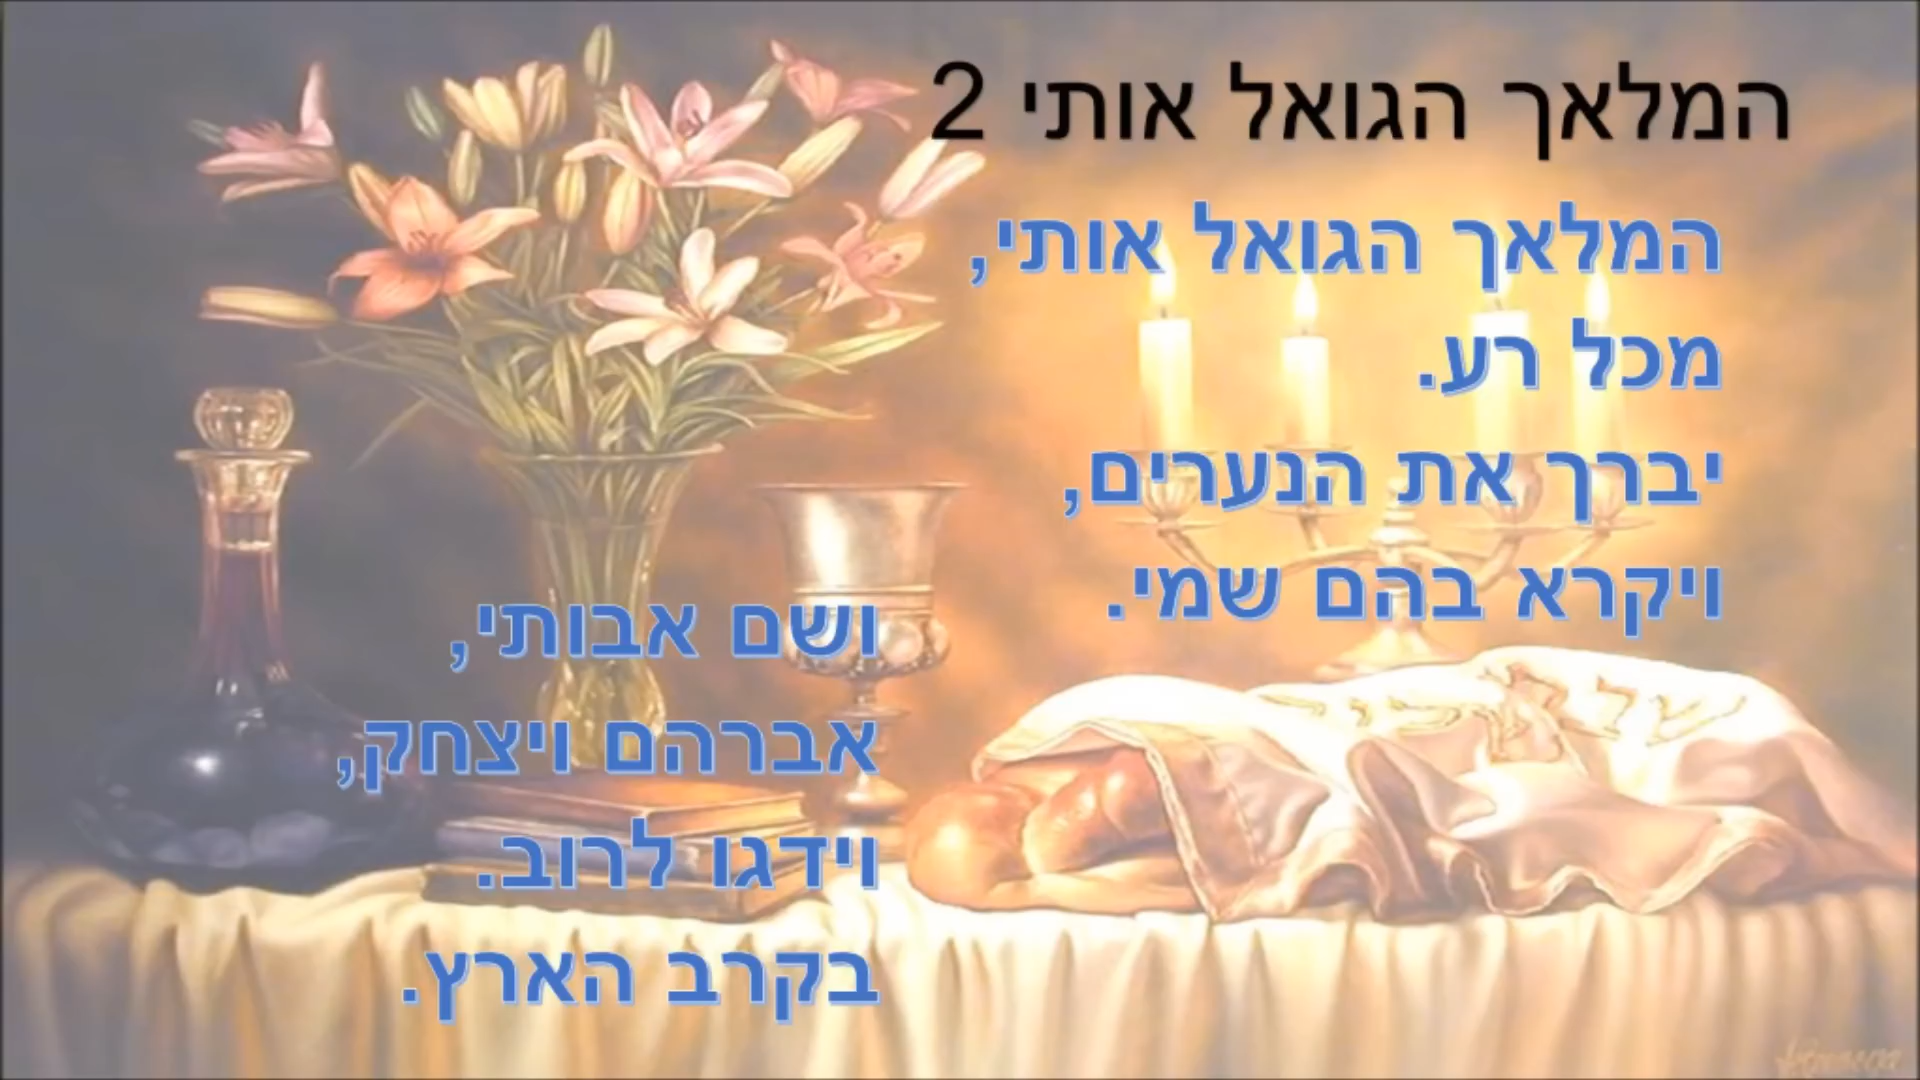 המלאך הגואל אותי 2
המלאך הגואל אותי,
מכל רע.
יברך את הנערים,
ויקרא בהם שמי.
ושם אבותי,
אברהם ויצחק,
וידגו לרוב.
בקרב הארץ.